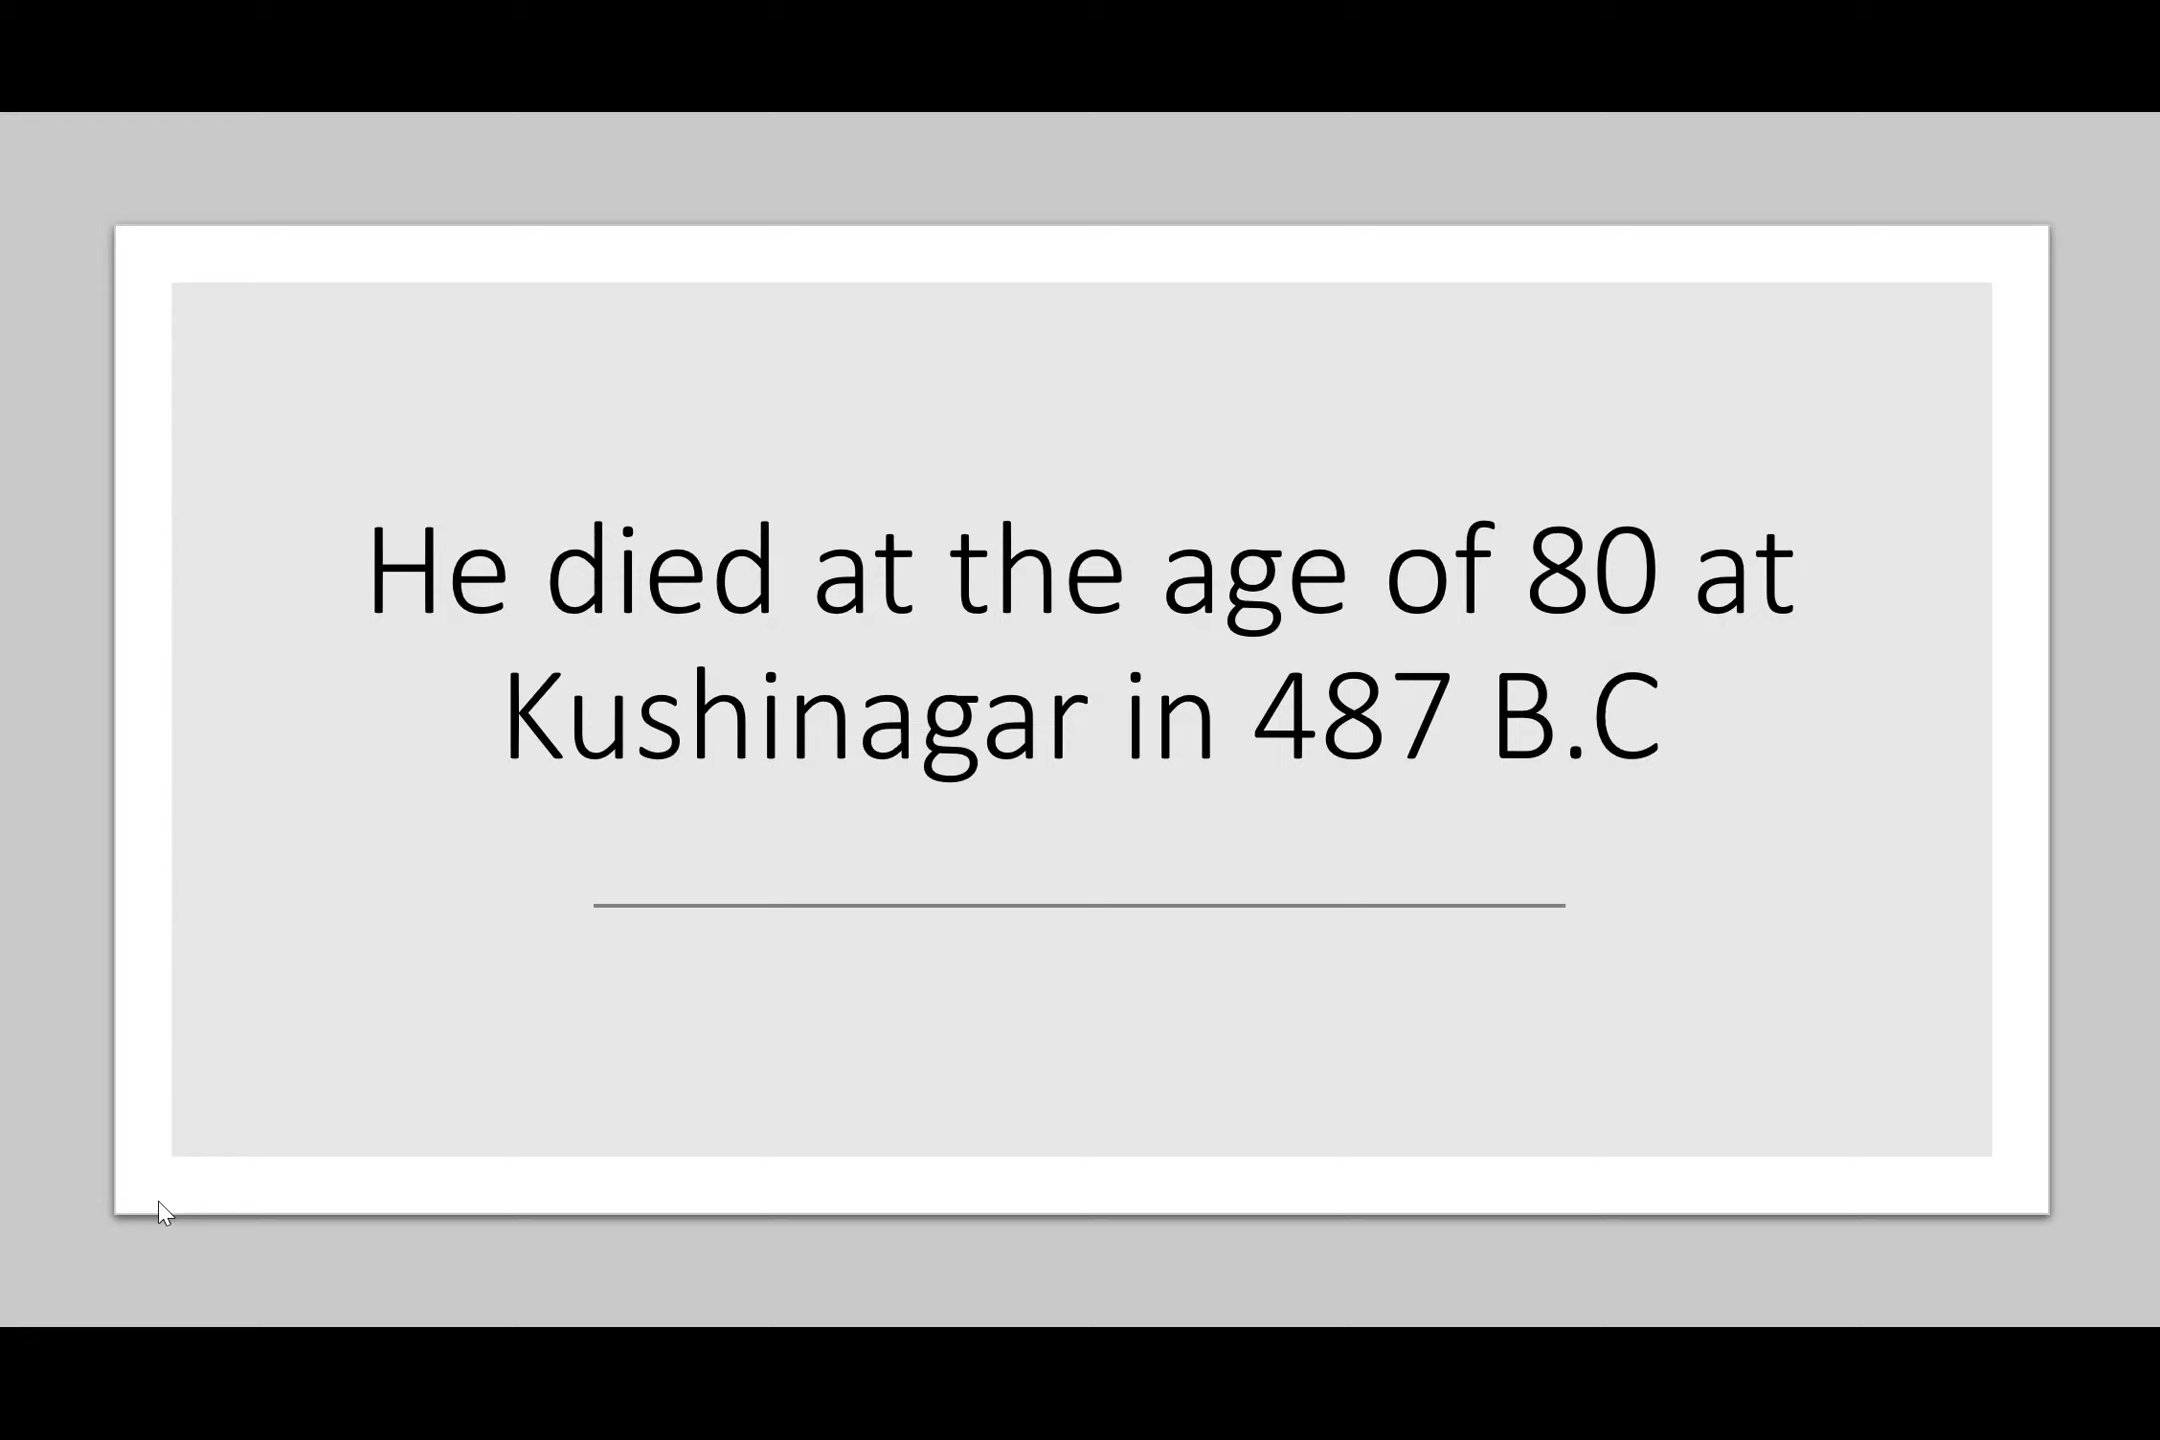 He died at the age of 80 at
Kushinagar in 487 B.C